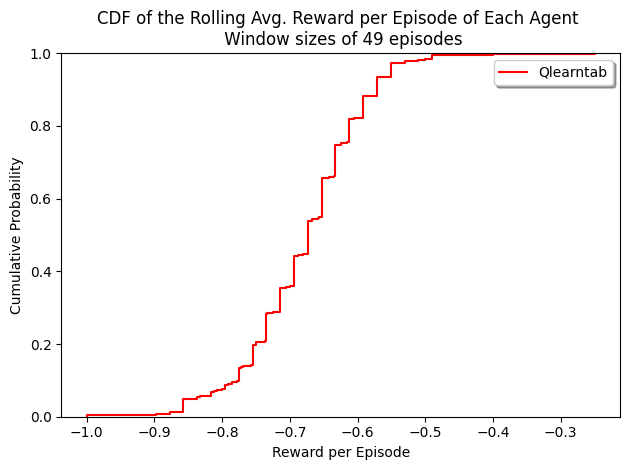 CDF of the Rolling Avg. Reward per Episode of Each Agent
Window sizes of 49 episodes
Qlearntab
Cumulative Probability
1.0
0.8
0.6
0.4
0.2
0.0
−1.0 −0.9 −0.8 −0.7 −0.6 −0.5 −0.4 −0.3
Reward per Episode